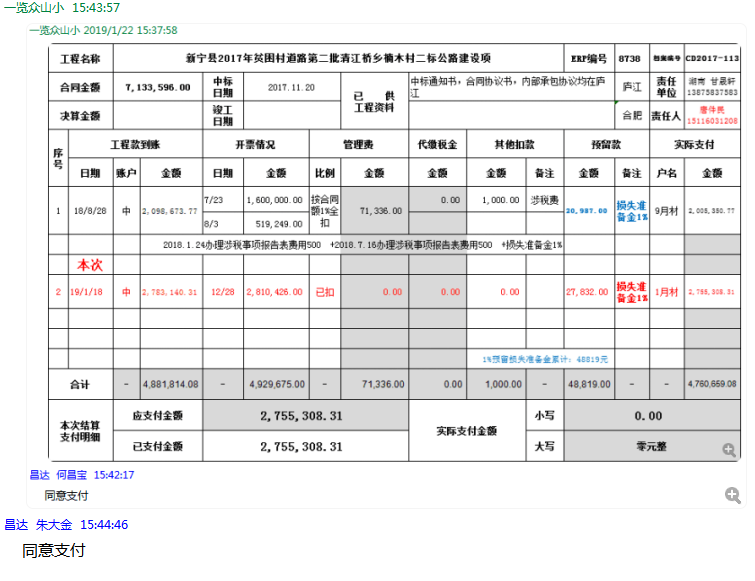 一览众山小 15:43:57
一览众山小 2019/1/22 15:37:58
工程名称 新宁县2017年贫困村道路第二批清江桥乡楠木村二标公路建设项 ERP编号 8738 档案编号 CD2017-113
合同金额 7,133,596.00 中标日期 2017.11.20 已供工程资料 中标通知书，合同协议书，内部承包协议均在庐江 庐江 责任单位 湖南 甘晨轩 13875837583
决算金额 竣工日期 合肥 责任人 唐伟民 15116031208
序号 工程款到账 开票情况 管理费 代缴税金 其他扣款 预留款 实际支付
日期 账户 金额 日期 金额 比例 金额 金额 金额 备注 金额 备注 户名 金额
1 18/8/28 中 2,098,673.77 7/23 1,600,000.00 按合同额1%全扣 71,336.00 0.00 1,000.00 涉税费 20,987.00 损失准备金1% 9月材 2,005,350.77
8/3 519,249.00
2018.1.24办理涉税事项报告表费用500 +2018.7.16办理涉税事项报告表费用500 +损失准备金1%
本次
2 19/1/18 中 2,783,140.31 12/28 2,810,426.00 已扣 0.00 0.00 0.00 27,832.00 损失准备金1% 1月材 2,755,308.31
1%预留损失准备金累计：48819元
合计 - 4,881,814.08 - 4,929,675.00 - 71,336.00 0.00 1,000.00 - 48,819.00 - - 4,760,659.08
本次结算支付明细 应支付金额 2,755,308.31 实际支付金额 小写 0.00
已支付金额 2,755,308.31 大写 零元整
昌达 何昌宝 15:42:17
同意支付
昌达 朱大金 15:44:46
同意支付